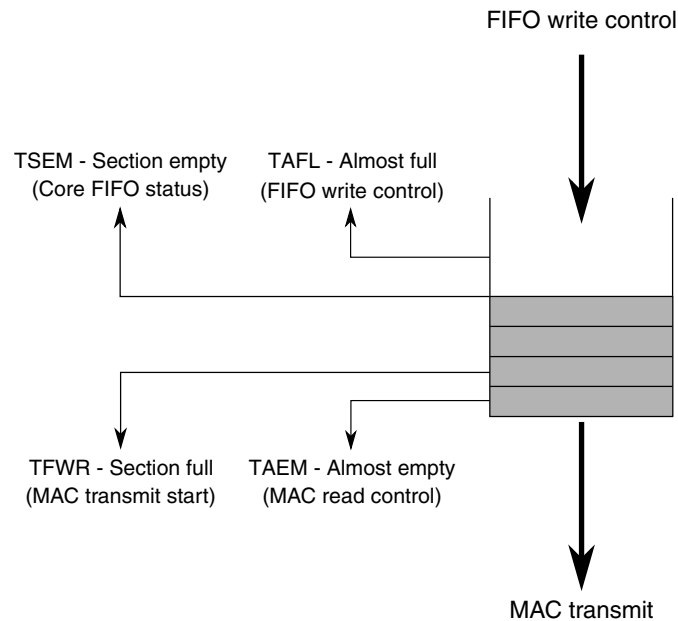 FIFO write control
TSEM - Section empty
(Core FIFO status)
TAFL - Almost full
(FIFO write control)
TFWR - Section full
(MAC transmit start)
TAEM - Almost empty
(MAC read control)
MAC transmit